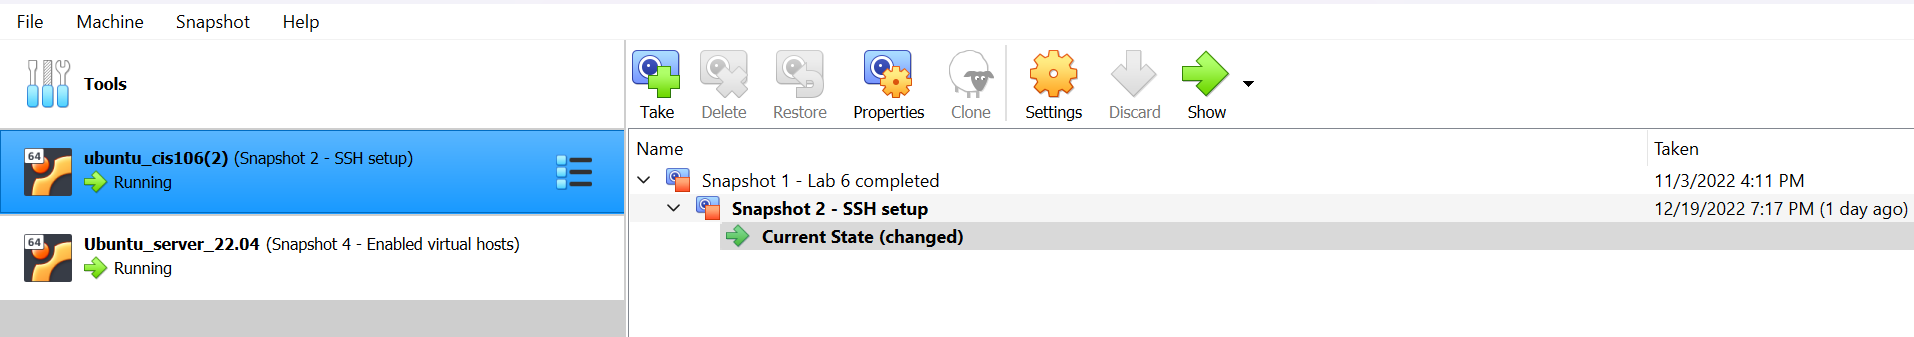 File Machine Snapshot Help
Tools
64
ubuntu_cis106(2) (Snapshot 2 - SSH setup)
Running
64
Ubuntu_server_22.04 (Snapshot 4 - Enabled virtual hosts)
Running
Take Delete Restore Properties Clone Settings Discard Show
Name Taken
Snapshot 1 - Lab 6 completed 11/3/2022 4:11 PM
Snapshot 2 - SSH setup 12/19/2022 7:17 PM (1 day ago)
Current State (changed)